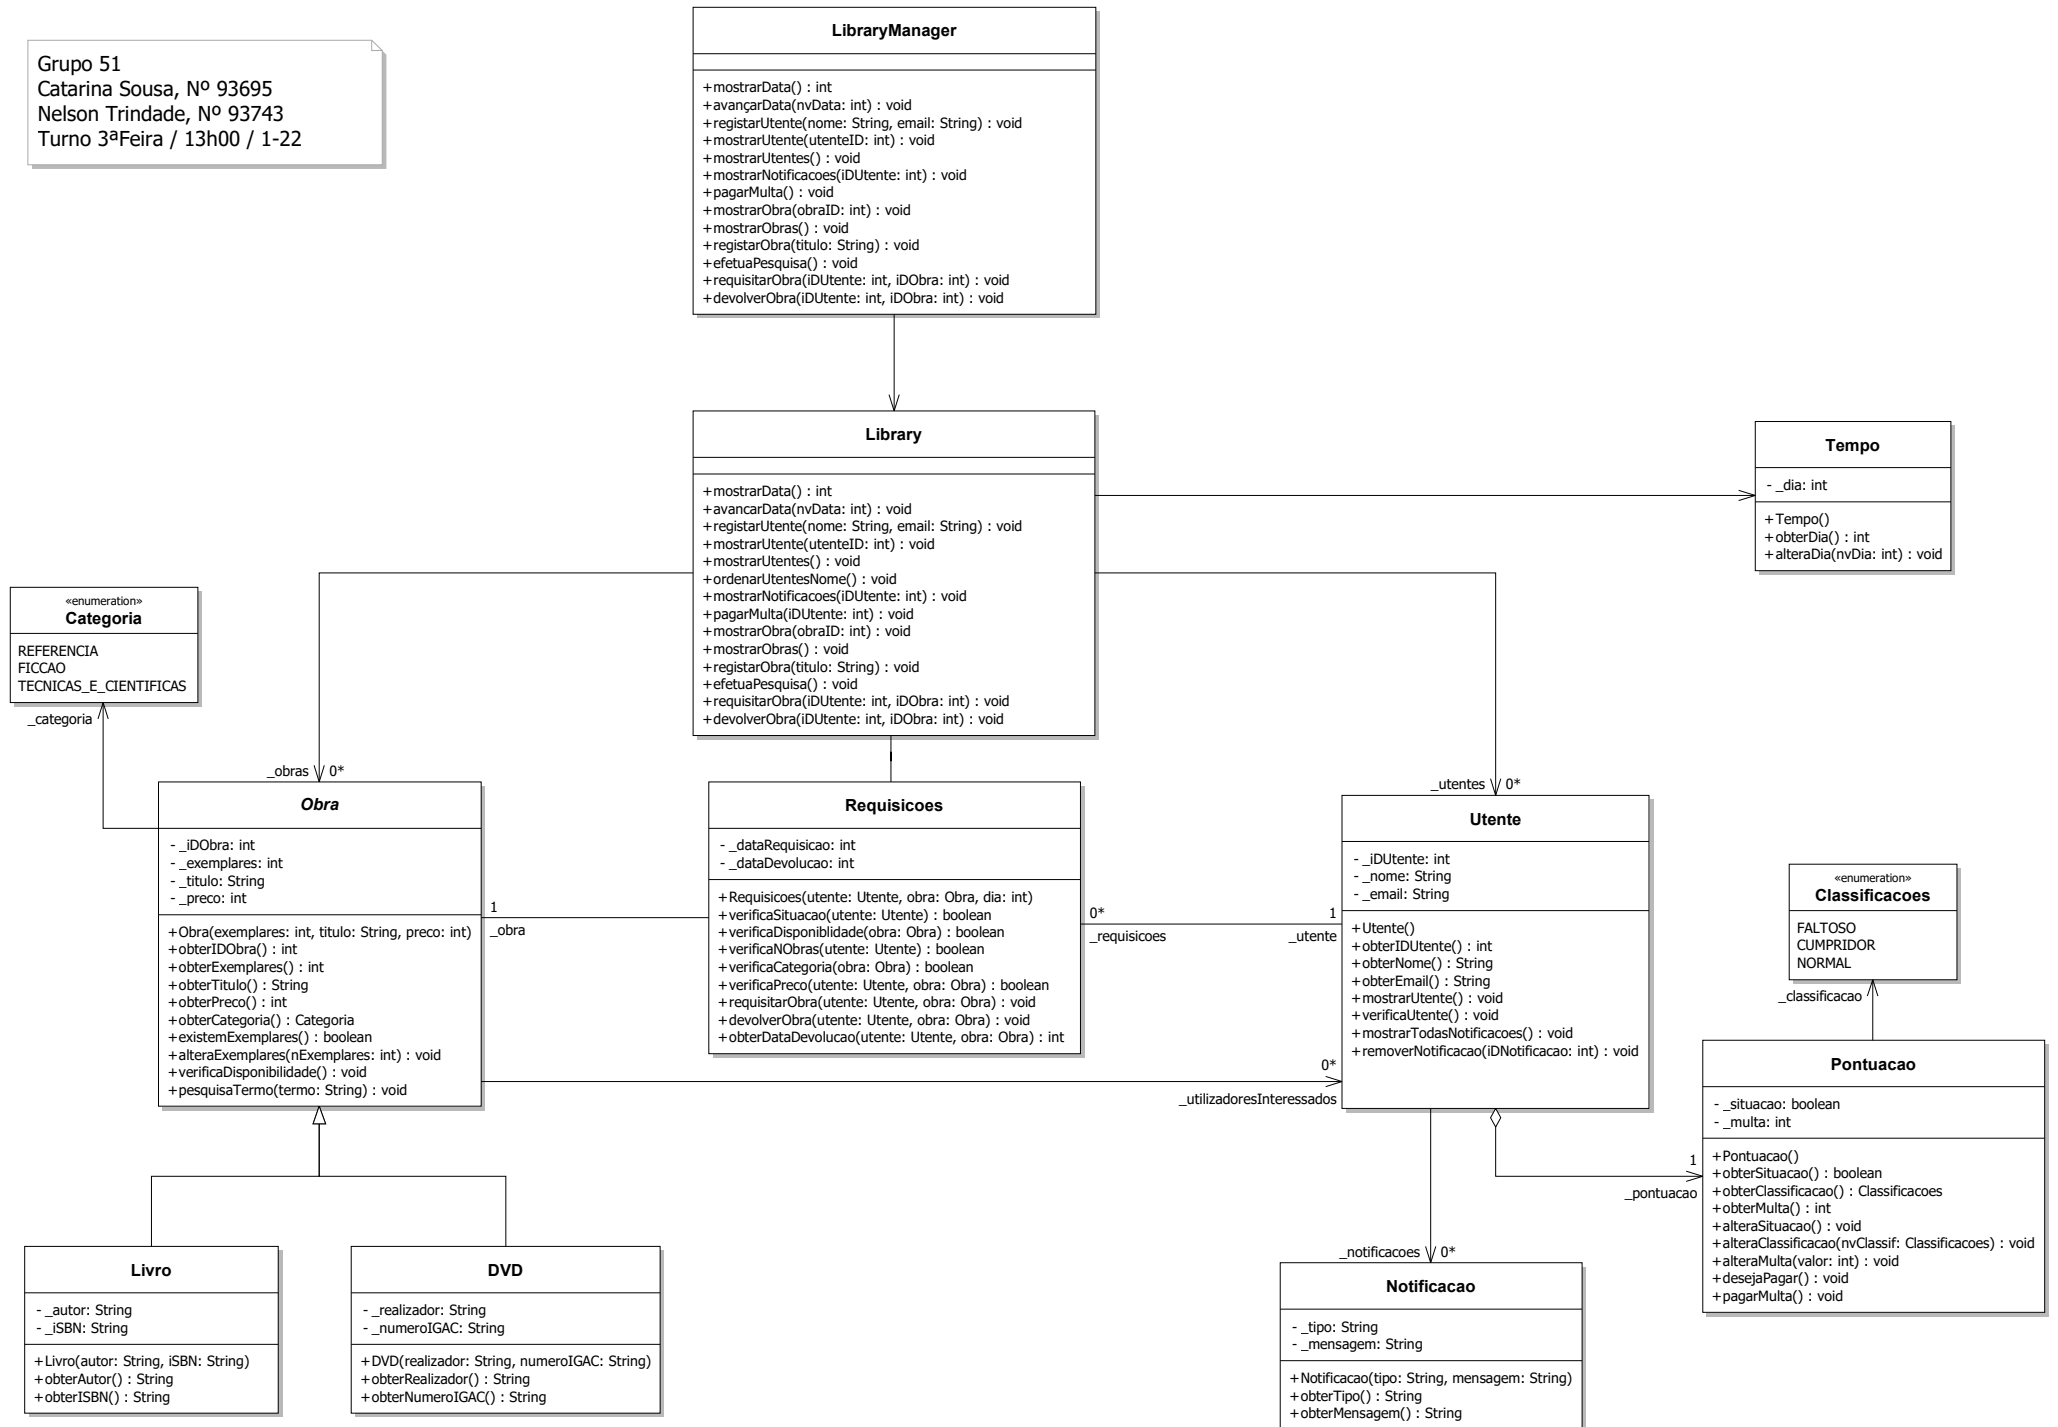 Grupo 51
Catarina Sousa, Nº 93695
Nelson Trindade, Nº 93743
Turno 3ªFeira / 13h00 / 1-22
LibraryManager
+mostrarData() : int
+avançarData(nvData: int) : void
+registarUtente(nome: String, email: String) : void
+mostrarUtente(utenteID: int) : void
+mostrarUtentes() : void
+mostrarNotificacoes(iDUtente: int) : void
+pagarMulta() : void
+mostrarObra(obraID: int) : void
+mostrarObras() : void
+registarObra(titulo: String) : void
+efetuaPesquisa() : void
+requisitarObra(iDUtente: int, iDObra: int) : void
+devolverObra(iDUtente: int, iDObra: int) : void
Library
+mostrarData() : int
+avancarData(nvData: int) : void
+registarUtente(nome: String, email: String) : void
+mostrarUtente(utenteID: int) : void
+mostrarUtentes() : void
+ordenarUtentesNome() : void
+mostrarNotificacoes(iDUtente: int) : void
+pagarMulta(iDUtente: int) : void
+mostrarObra(obraID: int) : void
+mostrarObras() : void
+registarObra(titulo: String) : void
+efetuaPesquisa() : void
+requisitarObra(iDUtente: int, iDObra: int) : void
+devolverObra(iDUtente: int, iDObra: int) : void
Tempo
- _dia: int
+Tempo()
+obterDia() : int
+alteraDia(nvDia: int) : void
«enumeration»
Categoria
REFERENCIA
FICCAO
TECNICAS_E_CIENTIFICAS
_categoria
_obras 0*
_utentes 0*
Obra
- _iDObra: int
- _exemplares: int
- _titulo: String
- _preco: int
+Obra(exemplares: int, titulo: String, preco: int)
+obterIDObra() : int
+obterExemplares() : int
+obterTitulo() : String
+obterPreco() : int
+obterCategoria() : Categoria
+existemExemplares() : boolean
+alteraExemplares(nExemplares: int) : void
+verificaDisponibilidade() : void
+pesquisaTermo(termo: String) : void
1
_obra
Requisicoes
- _dataRequisicao: int
- _dataDevolucao: int
+Requisicoes(utente: Utente, obra: Obra, dia: int)
+verificaSituacao(utente: Utente) : boolean
+verificaDisponiblidade(obra: Obra) : boolean
+verificaNObras(utente: Utente) : boolean
+verificaCategoria(obra: Obra) : boolean
+verificaPreco(utente: Utente, obra: Obra) : boolean
+requisitarObra(utente: Utente, obra: Obra) : void
+devolverObra(utente: Utente, obra: Obra) : void
+obterDataDevolucao(utente: Utente, obra: Obra) : int
0*
_requisicoes
1
_utente
Utente
- _iDUtente: int
- _nome: String
- _email: String
+Utente()
+obterIDUtente() : int
+obterNome() : String
+obterEmail() : String
+mostrarUtente() : void
+verificaUtente() : void
+mostrarTodasNotificacoes() : void
+removerNotificacao(iDNotificacao: int) : void
0*
_utilizadoresInteressados
«enumeration»
Classificacoes
FALTOSO
CUMPRIDOR
NORMAL
_classificacao
Pontuacao
- _situacao: boolean
- _multa: int
+Pontuacao()
+obterSituacao() : boolean
+obterClassificacao() : Classificacoes
+obterMulta() : int
+alteraSituacao() : void
+alteraClassificacao(nvClassif: Classificacoes) : void
+alteraMulta(valor: int) : void
+desejaPagar() : void
+pagarMulta() : void
1
_pontuacao
_notificacoes 0*
Livro
- _autor: String
- _iSBN: String
+Livro(autor: String, iSBN: String)
+obterAutor() : String
+obterISBN() : String
DVD
- _realizador: String
- _numeroIGAC: String
+DVD(realizador: String, numeroIGAC: String)
+obterRealizador() : String
+obterNumeroIGAC() : String
Notificacao
- _tipo: String
- _mensagem: String
+Notificacao(tipo: String, mensagem: String)
+obterTipo() : String
+obterMensagem() : String